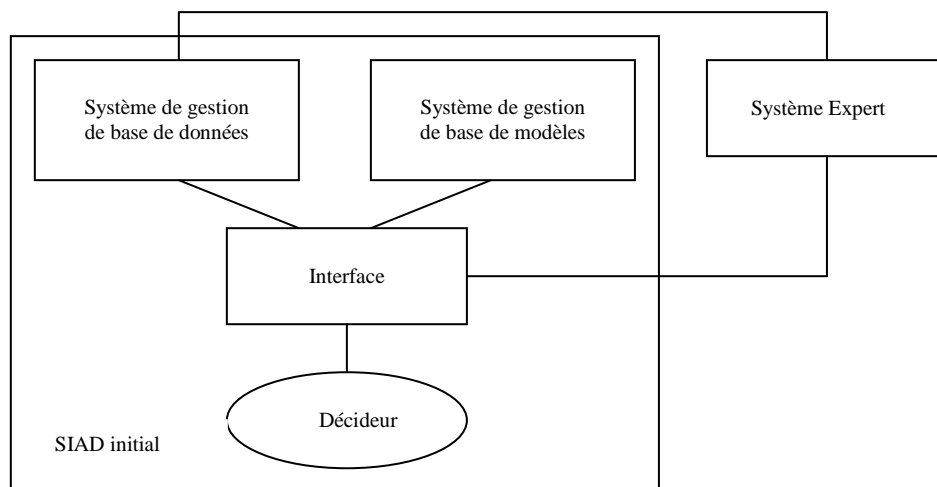 Système de gestion
de base de données
Système de gestion
de base de modèles
Système Expert
Interface
Décideur
SIAD initial